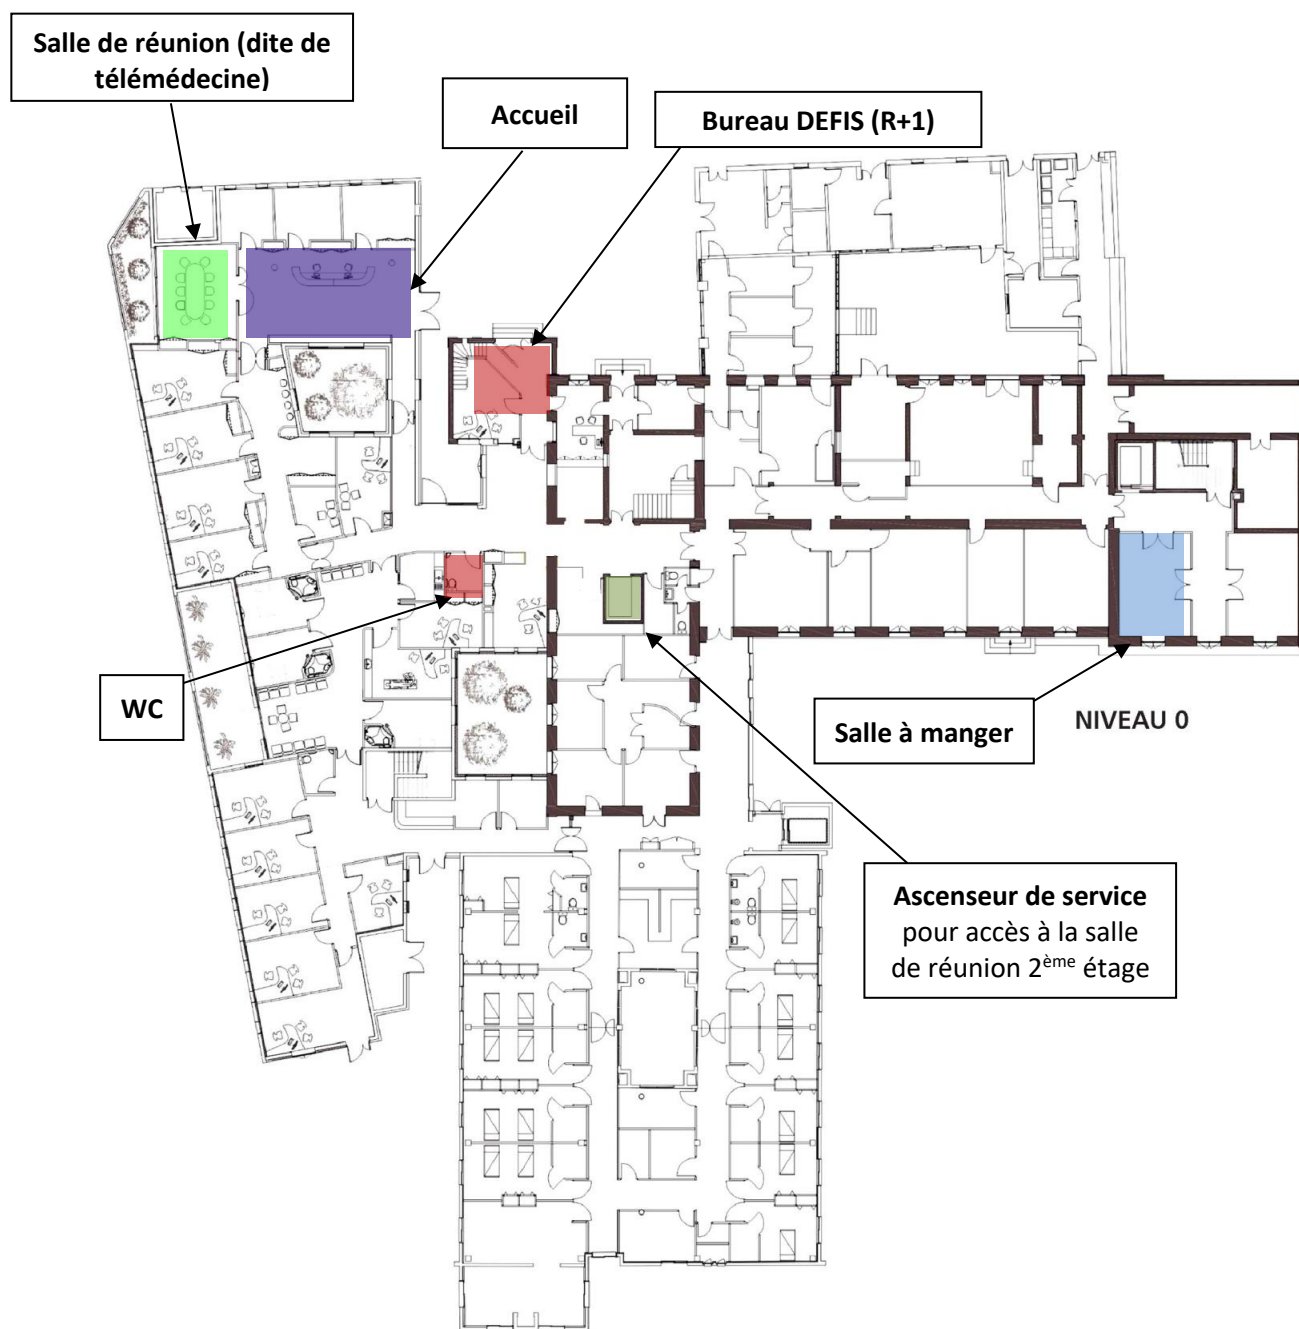 Salle de réunion (dite de
télémédecine)
Accueil
Bureau DEFIS (R+1)
WC
Salle à manger
NIVEAU 0
Ascenseur de service
pour accès à la salle
de réunion 2ème étage